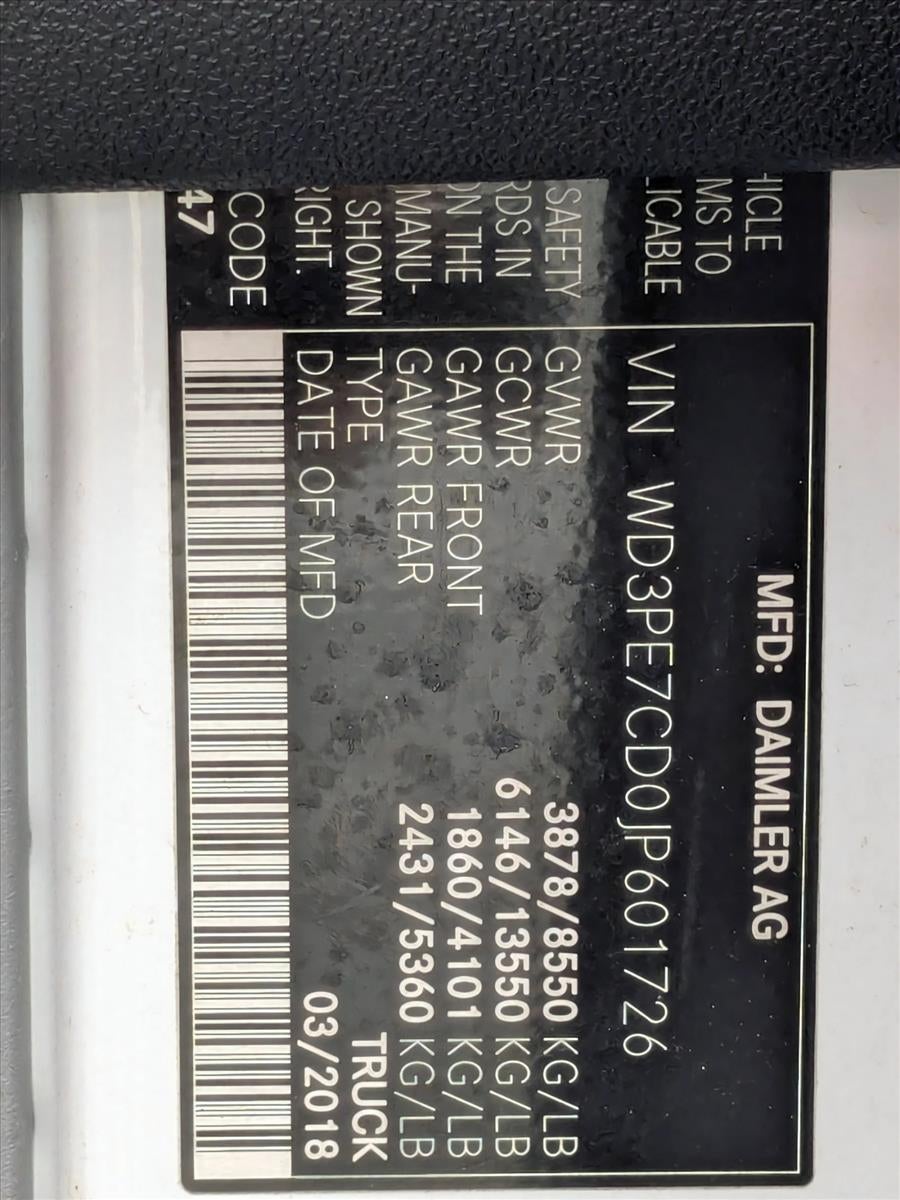 HICLE
MS TO
LICABLE
SAFETY
RDS IN
ON THE
MANU-
SHOWN
RIGHT.
CODE
47
MFD: DAIMLER AG
VIN WD3PE7CD0JP601726
GVWR 3878/8550 KG/LB
GCWR 6146/13550 KG/LB
GAWR FRONT 1860/4101 KG/LB
GAWR REAR 2431/5360 KG/LB
TYPE TRUCK
DATE OF MFD 03/2018